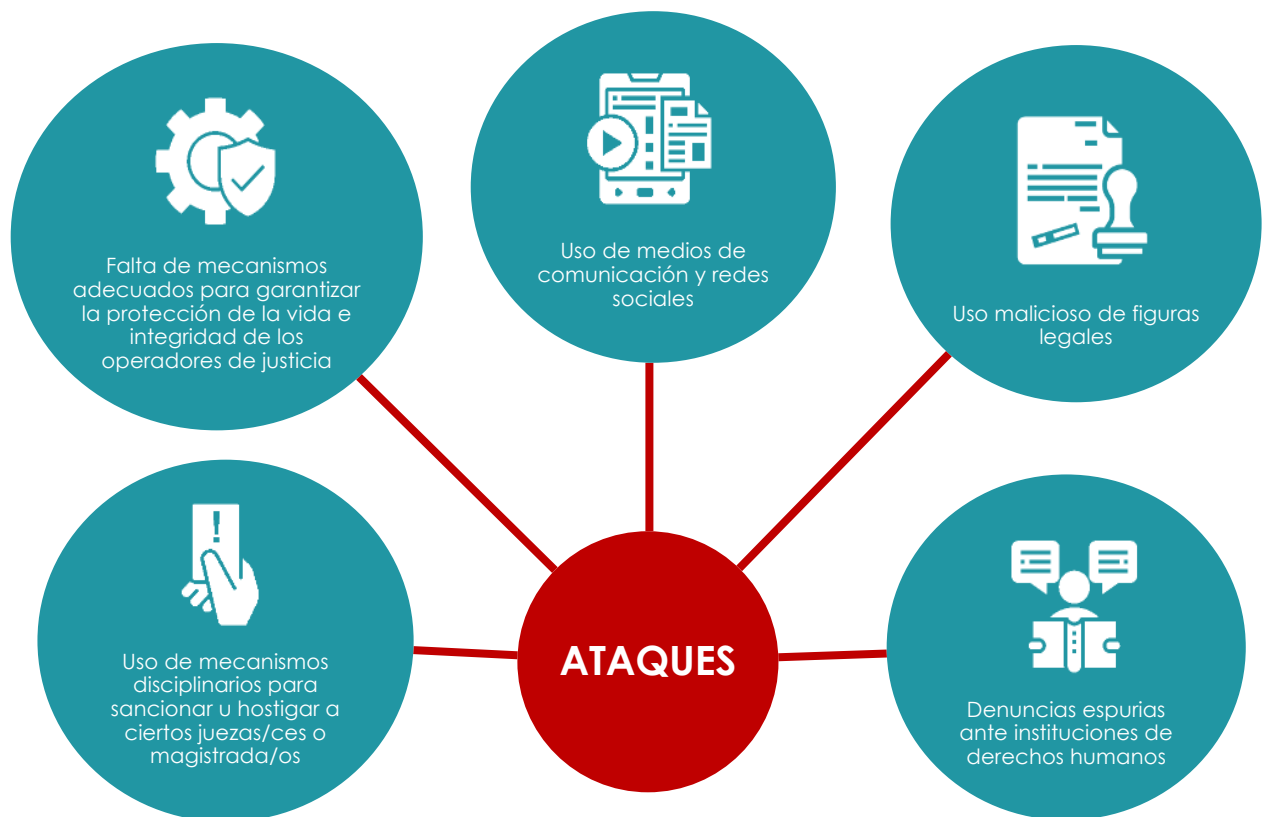 Falta de mecanismos
adecuados para garantizar
la protección de la vida e
integridad de los
operadores de justicia
Uso de medios de
comunicación y redes
sociales
Uso malicioso de figuras
legales
Uso de mecanismos
disciplinarios para
sancionar u hostigar a
ciertos juezas/ces o
magistrada/os
ATAQUES
Denuncias espurias
ante instituciones de
derechos humanos